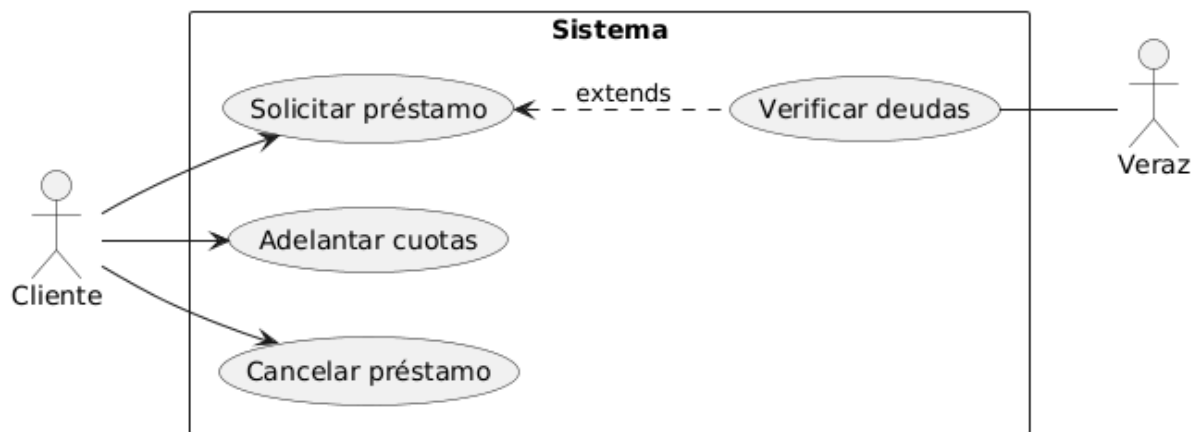 Sistema
Solicitar préstamo
extends
Verificar deudas
Veraz
Adelantar cuotas
Cliente
Cancelar préstamo